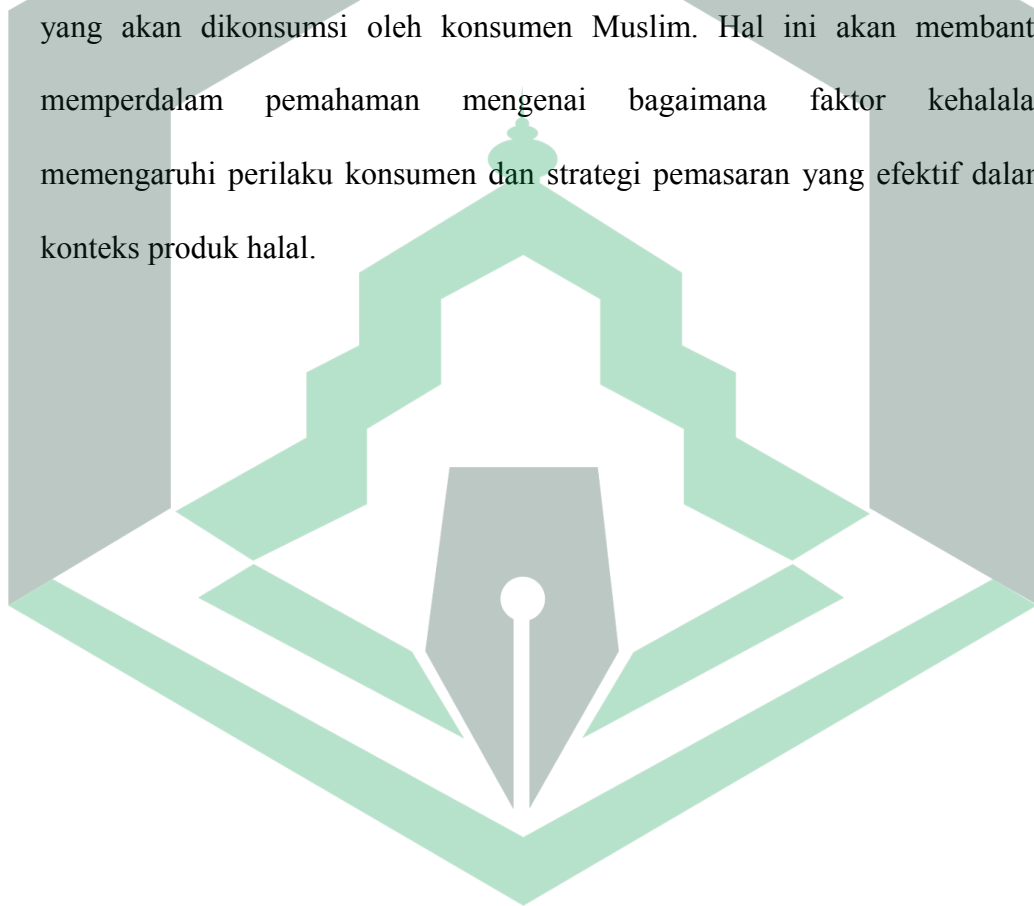 yang akan dikonsumsi oleh konsumen Muslim. Hal ini akan membant
memperdalam pemahaman mengenai bagaimana faktor kehalala
memengaruhi perilaku konsumen dan strategi pemasaran yang efektif dalam
konteks produk halal.